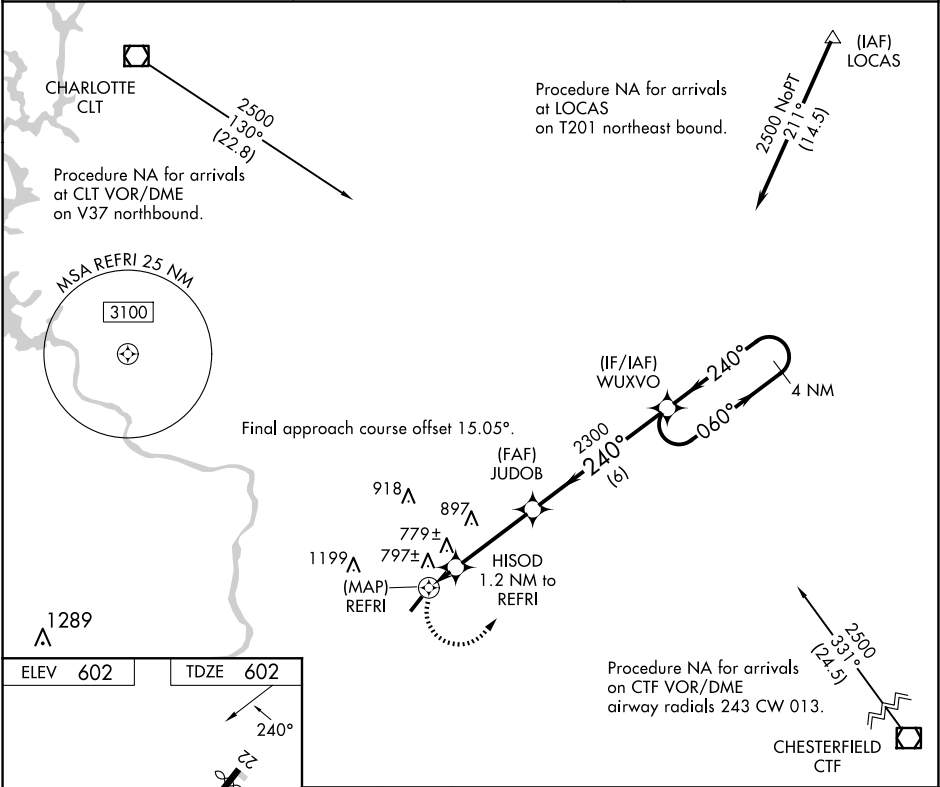 CHARLOTTE
CLT
2500
130°
(22.8)
Procedure NA for arrivals
at CLT VOR/DME
on V37 northbound.
(IAF)
LOCAS
Procedure NA for arrivals
at LOCAS
on T201 northeast bound.
2500 NoPT
211°
(14.5)
MSA REFRI 25 NM
3100
(IF/IAF)
WUXVO
240°
060°
4 NM
Final approach course offset 15.05°.
2300
240°
(6)
(FAF)
JUDOB
918
897
779±
797±
1199
HISOD
1.2 NM to
REFRI
(MAP)
REFRI
1289
2500
331°
(24.5)
Procedure NA for arrivals
on CTF VOR/DME
airway radials 243 CW 013.
CHESTERFIELD
CTF
ELEV 602
TDZE 602
240°
22